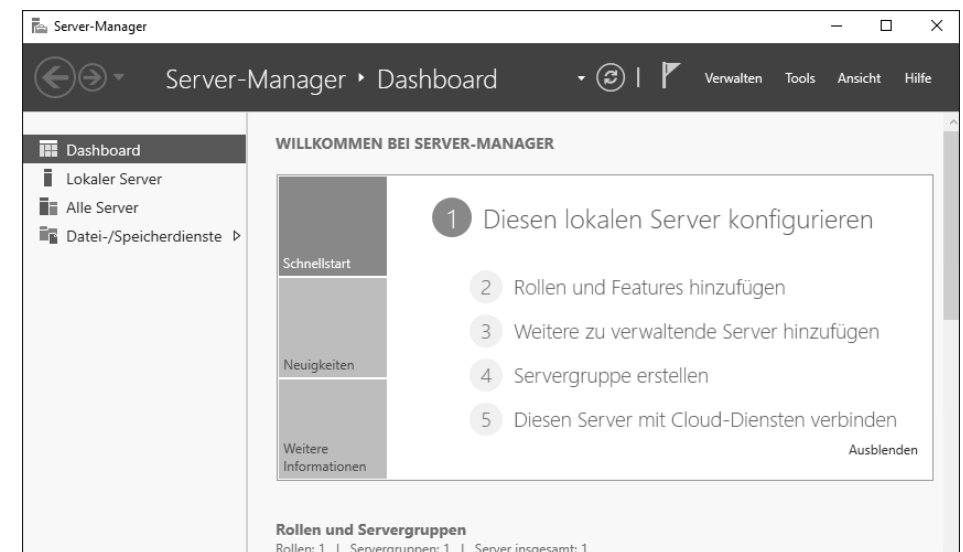 Server-Manager
Server-Manager ‣ Dashboard
Verwalten Tools Ansicht Hilfe
Dashboard
Lokaler Server
Alle Server
Datei-/Speicherdienste
WILLKOMMEN BEI SERVER-MANAGER
Schnellstart
Neuigkeiten
Weitere
Informationen
1 Diesen lokalen Server konfigurieren
2 Rollen und Features hinzufügen
3 Weitere zu verwaltende Server hinzufügen
4 Servergruppe erstellen
5 Diesen Server mit Cloud-Diensten verbinden
Ausblenden
Rollen und Servergruppen
Rollen: 1 | Servergruppen: 1 | Server insgesamt: 1